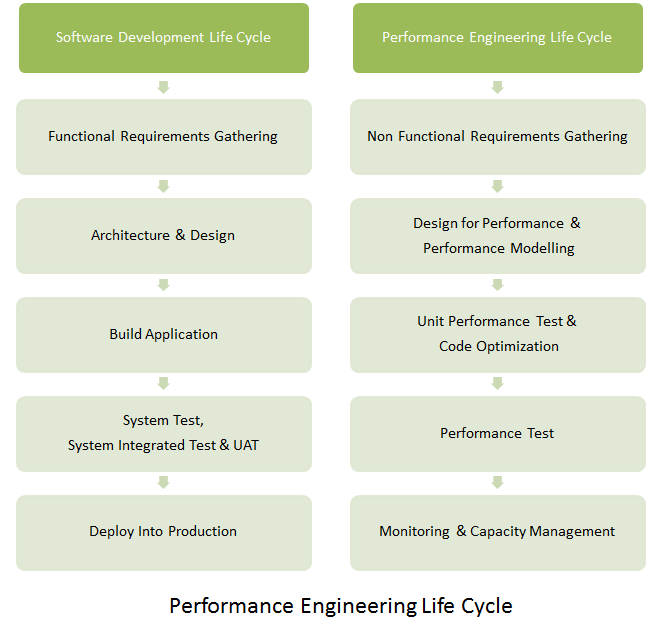 Software Development Life Cycle
Functional Requirements Gathering
Architecture & Design
Build Application
System Test,
System Integrated Test & UAT
Deploy Into Production
Performance Engineering Life Cycle
Non Functional Requirements Gathering
Design for Performance &
Performance Modelling
Unit Performance Test &
Code Optimization
Performance Test
Monitoring & Capacity Management
Performance Engineering Life Cycle